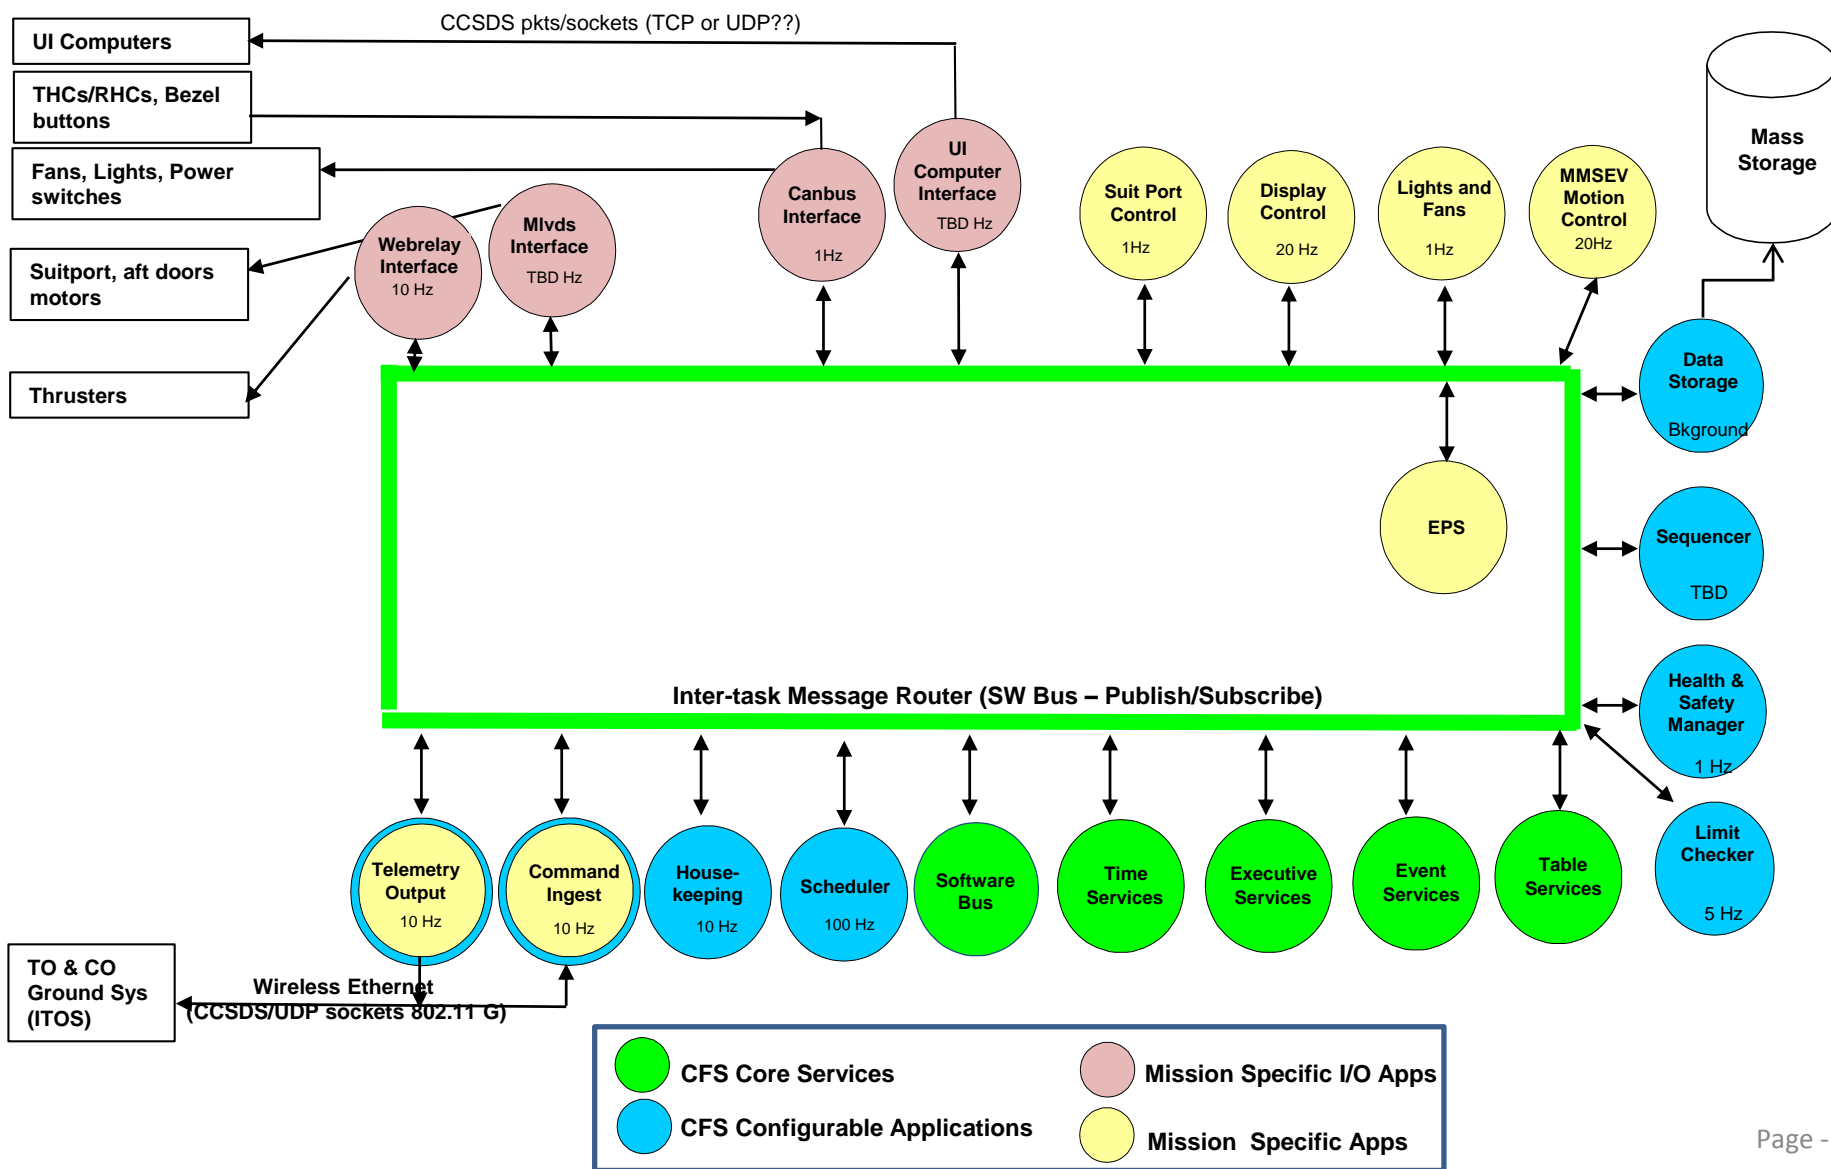 CCSDS pkts/sockets (TCP or UDP??)
UI Computers
THCs/RHCs, Bezel
buttons
Fans, Lights, Power
switches
Suitport, aft doors
motors
Thrusters
Webrelay
Interface
10 Hz
Mlvds
Interface
TBD Hz
Canbus
Interface
1Hz
UI
Computer
Interface
TBD Hz
Suit Port
Control
1Hz
Display
Control
20 Hz
Lights and
Fans
1Hz
MMSEV
Motion
Control
20Hz
Mass
Storage
Data
Storage
Bkground
EPS
Sequencer
TBD
Health &
Safety
Manager
1 Hz
Limit
Checker
5 Hz
Inter-task Message Router (SW Bus – Publish/Subscribe)
Telemetry
Output
10 Hz
Command
Ingest
10 Hz
House-
keeping
10 Hz
Scheduler
100 Hz
Software
Bus
Time
Services
Executive
Services
Event
Services
Table
Services
TO & CO
Ground Sys
(ITOS)
Wireless Ethernet
(CCSDS/UDP sockets 802.11 G)
CFS Core Services
CFS Configurable Applications
Mission Specific I/O Apps
Mission  Specific Apps
Page -